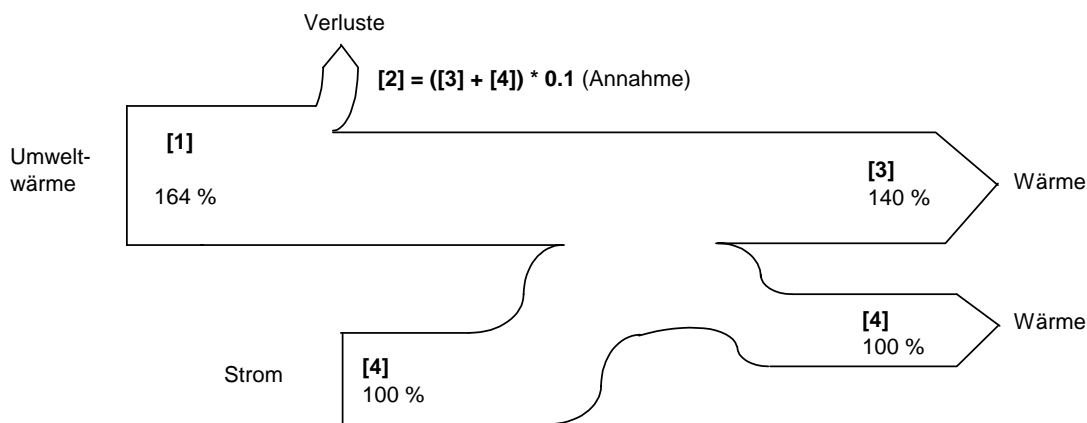 Verluste
[2] = ([3] + [4]) * 0.1 (Annahme)
[1]
Umwelt-
wärme
164 %
[3]
140 %
Wärme
[4]
100 %
Wärme
Strom
[4]
100 %